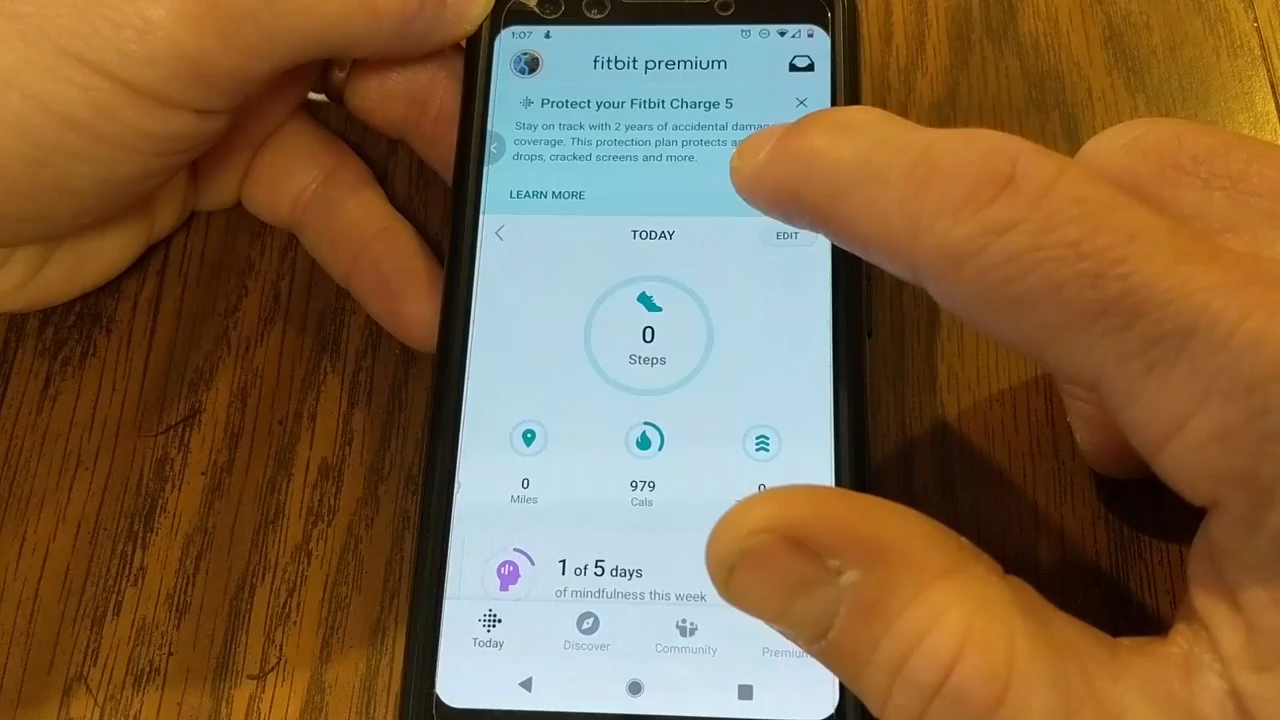 1:07
fitbit premium
Protect your Fitbit Charge 5
Stay on track with 2 years of accidental
coverage. This protection plan protects
drops, cracked screens and more.
LEARN MORE
TODAY
EDIT
0
Steps
0
979
0
Miles
Cals
1 of 5 days
of mindfulness this week
Today
Discover
Community
Premium